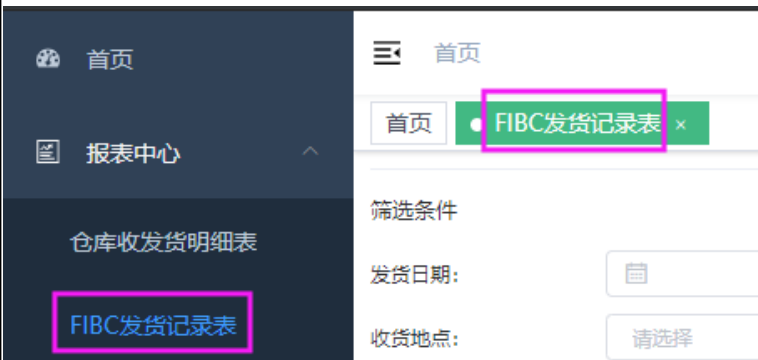 首页
报表中心
仓库收发货明细表
FIBC发货记录表
首页
首页
FIBC发货记录表 ×
筛选条件
发货日期:
收货地点:
请选择